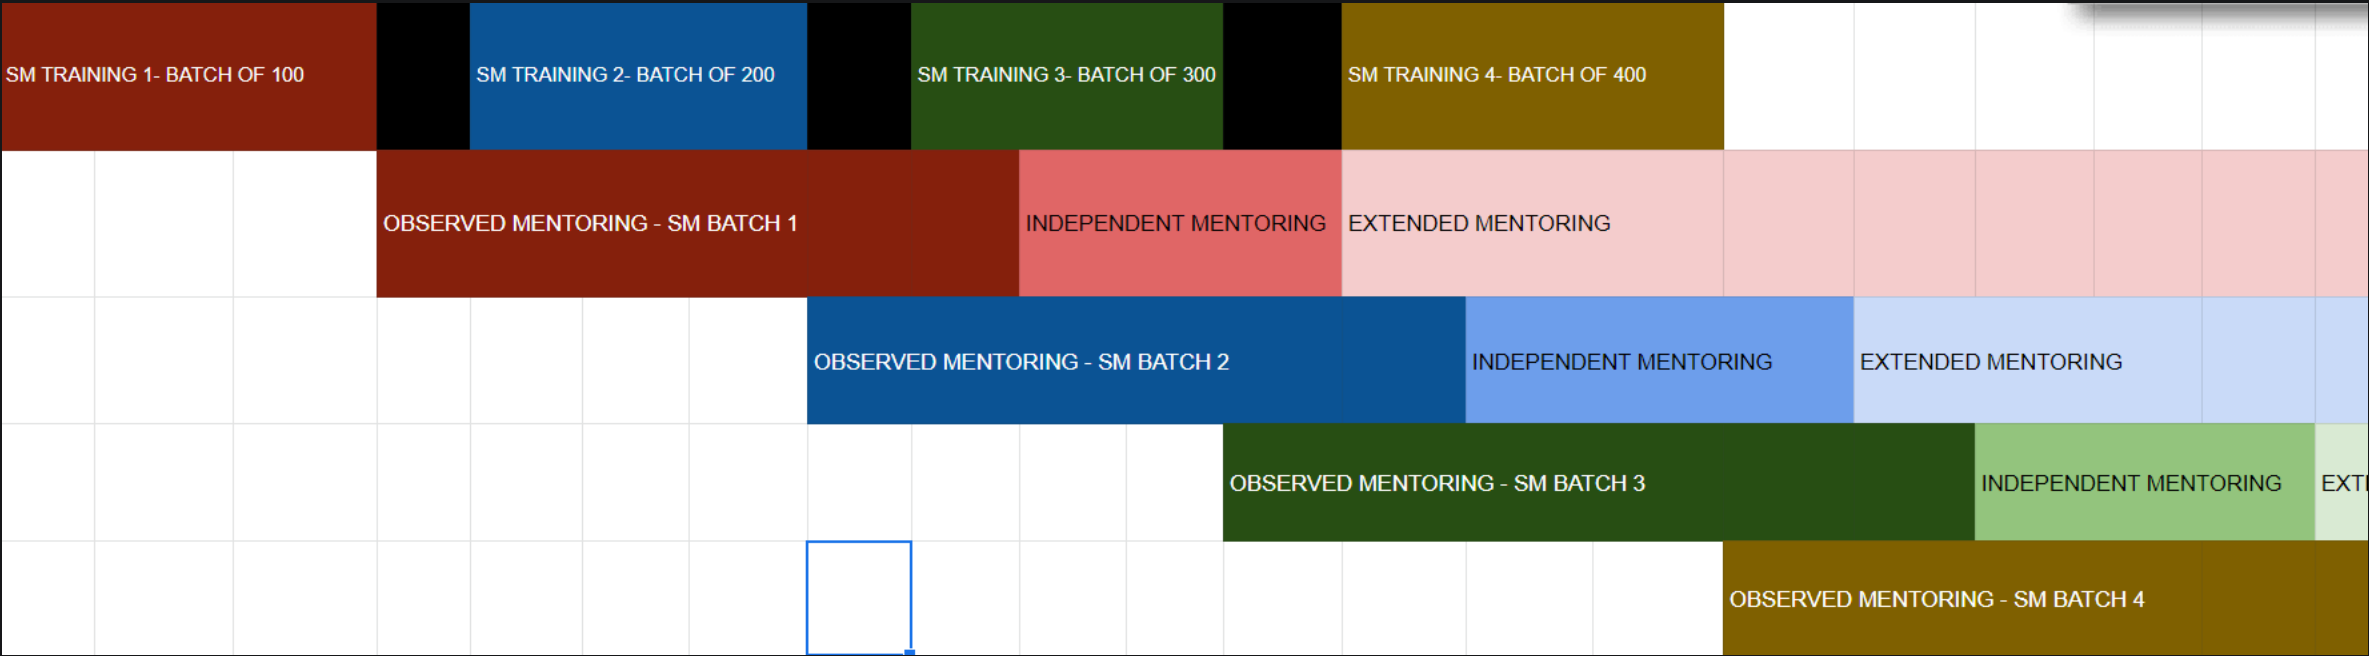 SM TRAINING 1- BATCH OF 100
SM TRAINING 2- BATCH OF 200
SM TRAINING 3- BATCH OF 300
SM TRAINING 4- BATCH OF 400
OBSERVED MENTORING - SM BATCH 1
INDEPENDENT MENTORING
EXTENDED MENTORING
OBSERVED MENTORING - SM BATCH 2
INDEPENDENT MENTORING
EXTENDED MENTORING
OBSERVED MENTORING - SM BATCH 3
INDEPENDENT MENTORING
OBSERVED MENTORING - SM BATCH 4